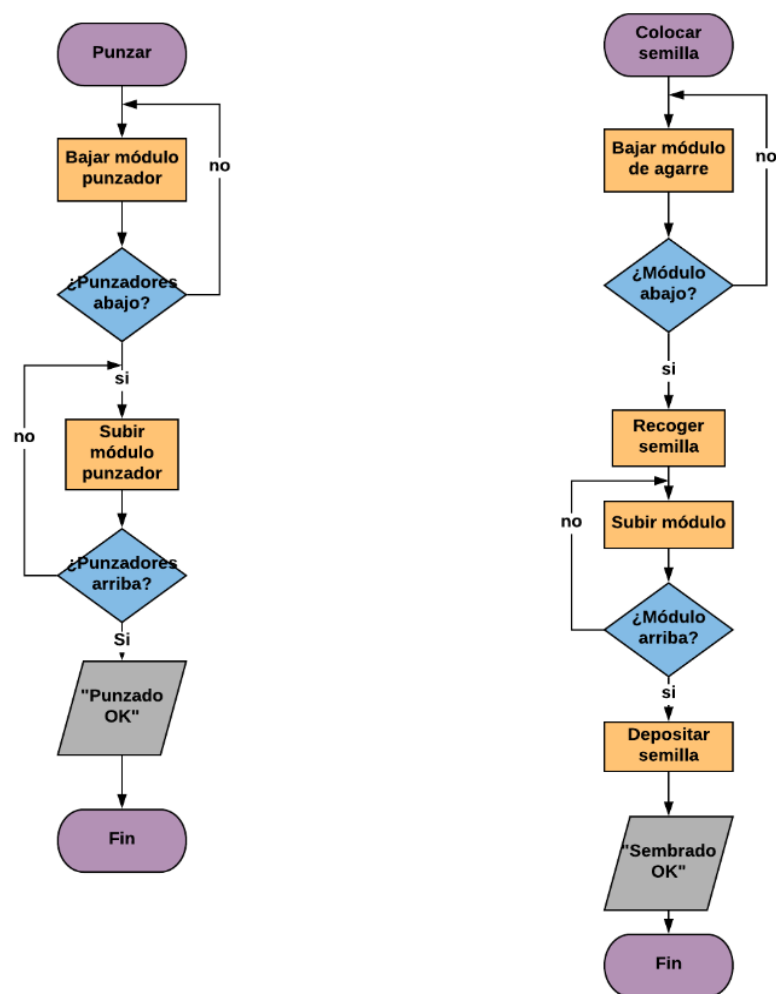 Punzar
Bajar módulo
punzador
no
¿Punzadores
abajo?
si
no
Subir
módulo
punzador
¿Punzadores
arriba?
Si
"Punzado
OK"
Fin
Colocar
semilla
Bajar módulo
de agarre
no
¿Módulo
abajo?
si
Recoger
semilla
no
Subir módulo
¿Módulo
arriba?
si
Depositar
semilla
"Sembrado
OK"
Fin